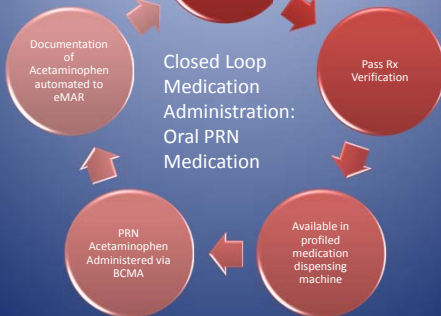 Closed Loop
Medication
Administration:
Oral PRN
Medication
Pass Rx
Verification
Available in
profiled
medication
dispensing
machine
PRN
Acetaminophen
Administered via
BCMA
Documentation
of
Acetaminophen
automated to
eMAR